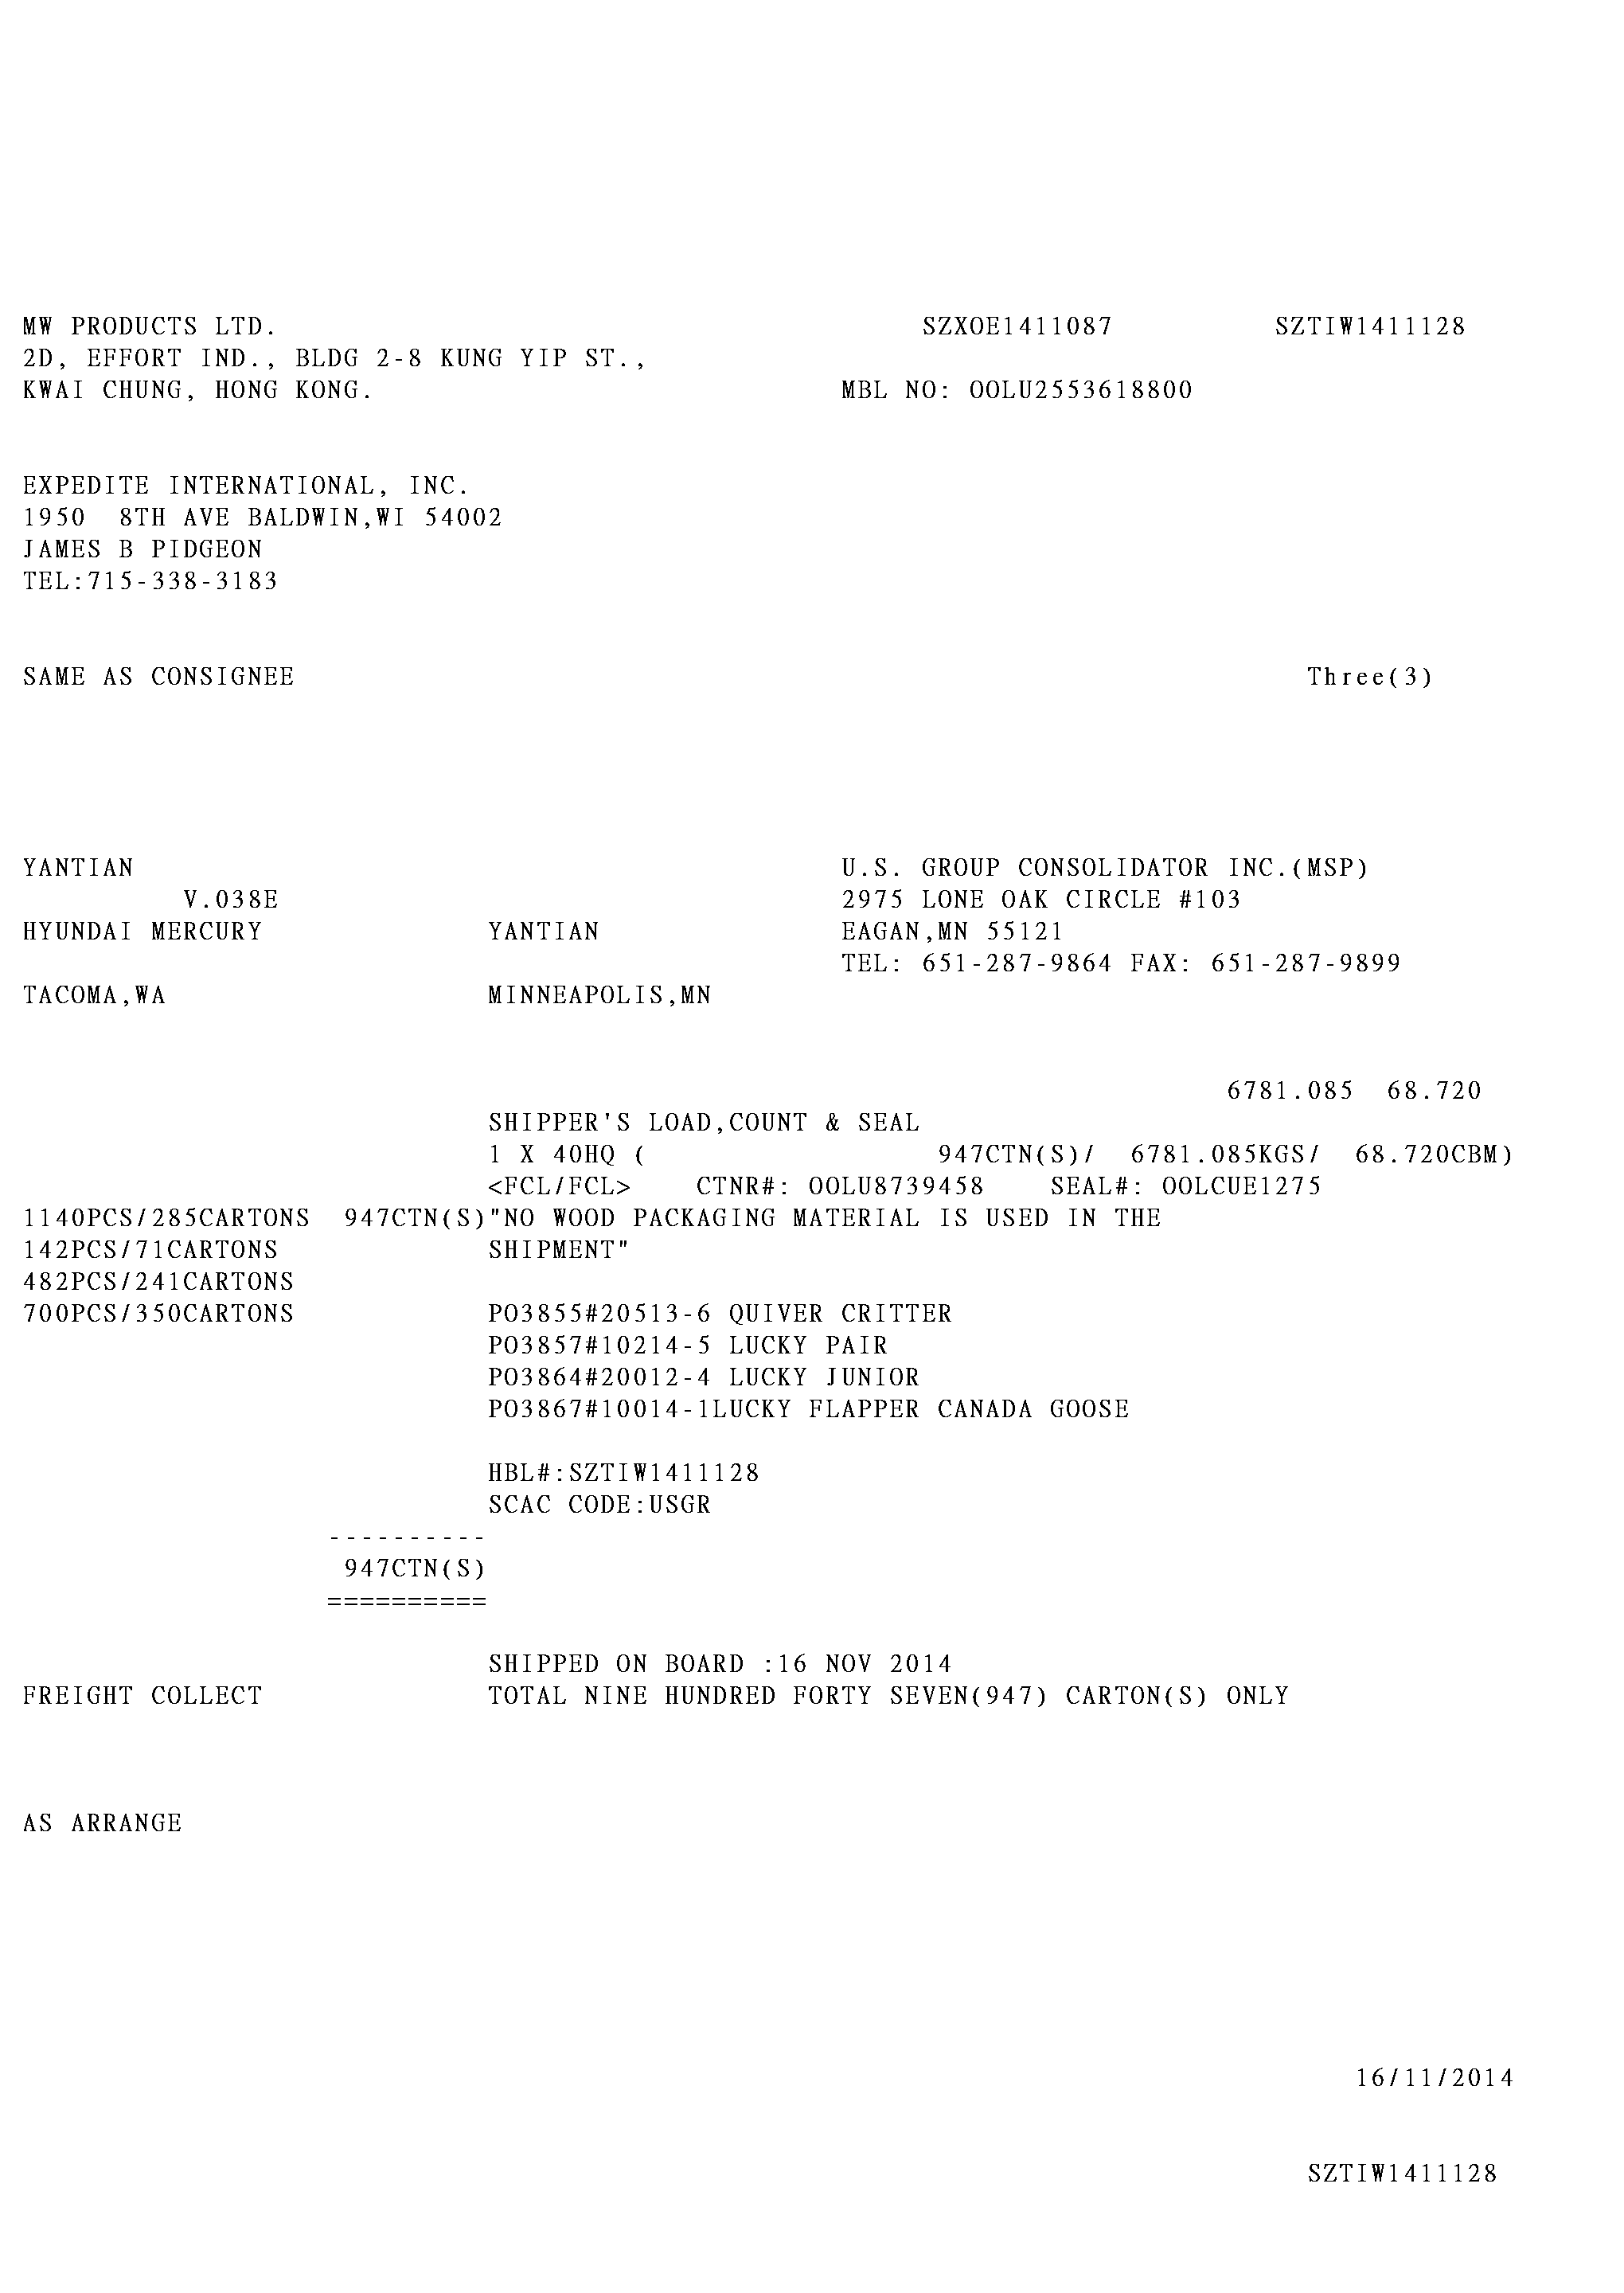 MW PRODUCTS LTD. SZXOE1411087 SZTIW1411128
2D, EFFORT IND., BLDG 2-8 KUNG YIP ST.,
KWAI CHUNG, HONG KONG. MBL NO: OOLU2553618800
EXPEDITE INTERNATIONAL, INC.
1950 8TH AVE BALDWIN,WI 54002
JAMES B PIDGEON
TEL:715-338-3183
SAME AS CONSIGNEE Three(3)
YANTIAN U.S. GROUP CONSOLIDATOR INC.(MSP)
V.038E 2975 LONE OAK CIRCLE #103
HYUNDAI MERCURY YANTIAN EAGAN,MN 55121
TEL: 651-287-9864 FAX: 651-287-9899
TACOMA,WA MINNEAPOLIS,MN
6781.085 68.720
SHIPPER'S LOAD,COUNT & SEAL
1 X 40HQ ( 947CTN(S)/ 6781.085KGS/ 68.720CBM)
<FCL/FCL> CTNR#: OOLU8739458 SEAL#: OOLCUE1275
1140PCS/285CARTONS 947CTN(S)"NO WOOD PACKAGING MATERIAL IS USED IN THE
142PCS/71CARTONS SHIPMENT"
482PCS/241CARTONS
700PCS/350CARTONS PO3855#20513-6 QUIVER CRITTER
PO3857#10214-5 LUCKY PAIR
PO3864#20012-4 LUCKY JUNIOR
PO3867#10014-1LUCKY FLAPPER CANADA GOOSE
HBL#:SZTIW1411128
SCAC CODE:USGR
----------
947CTN(S)
==========
SHIPPED ON BOARD :16 NOV 2014
FREIGHT COLLECT TOTAL NINE HUNDRED FORTY SEVEN(947) CARTON(S) ONLY
AS ARRANGE
16/11/2014
SZTIW1411128